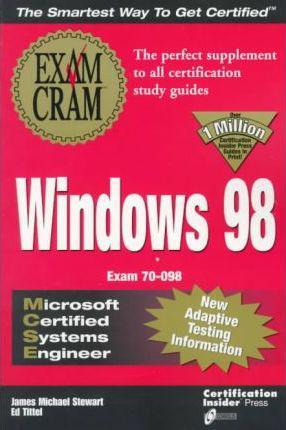 The Smartest Way To Get Certified™
EXAM
CRAM
The perfect supplement
to all certification
study guides
Over
1 Million
Certification
Insider Press
Guides in
Print!
Windows 98
Exam 70-098
MCSE
Microsoft
Certified
Systems
Engineer
New
Adaptive
Testing
Information
James Michael Stewart
Ed Tittel
Certification
Insider Press